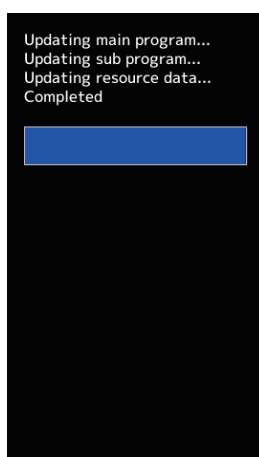 Updating main program...
Updating sub program...
Updating resource data...
Completed